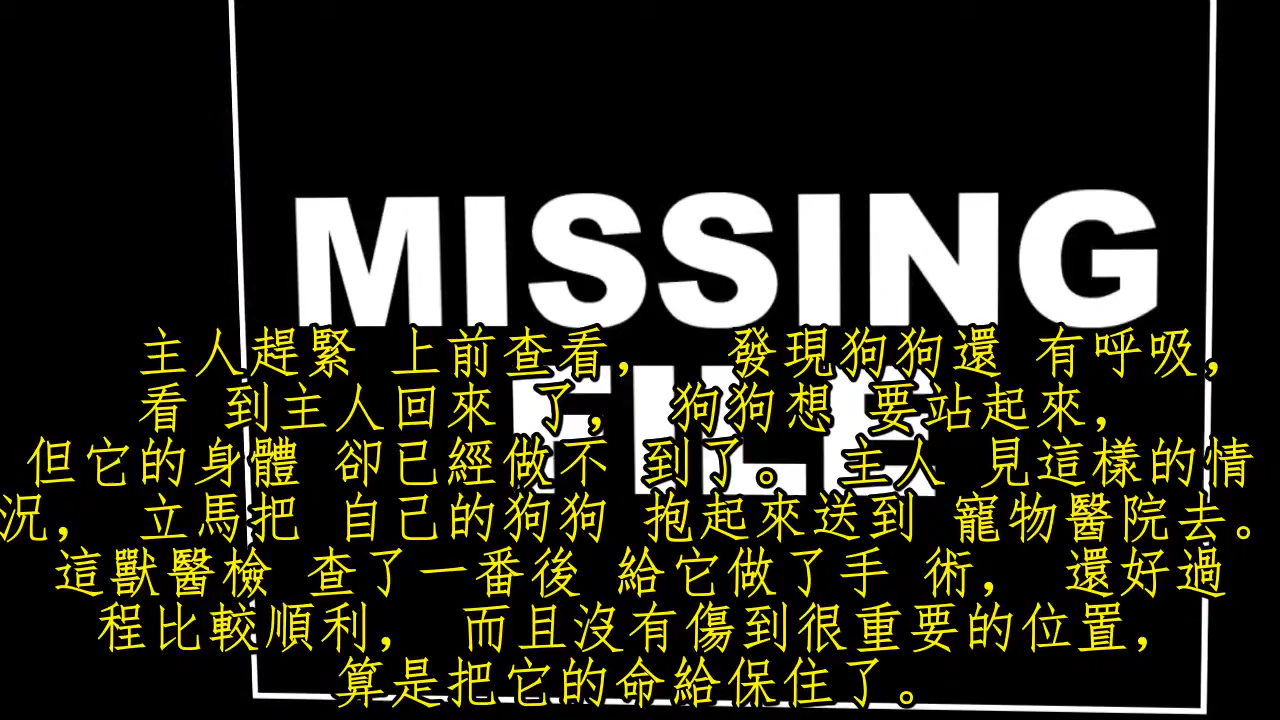 MISSING
FILE
主人趕緊 上前查看， 發現狗狗還 有呼吸，
看 到主人回來 了， 狗狗想 要站起來，
但它的身體 卻已經做不 到了。 主人 見這樣的情
況， 立馬把 自己的狗狗 抱起來送到 寵物醫院去。
這獸醫檢 查了一番後 給它做了手 術， 還好過
程比較順利， 而且沒有傷到很重要的位置，
算是把它的命給保住了。